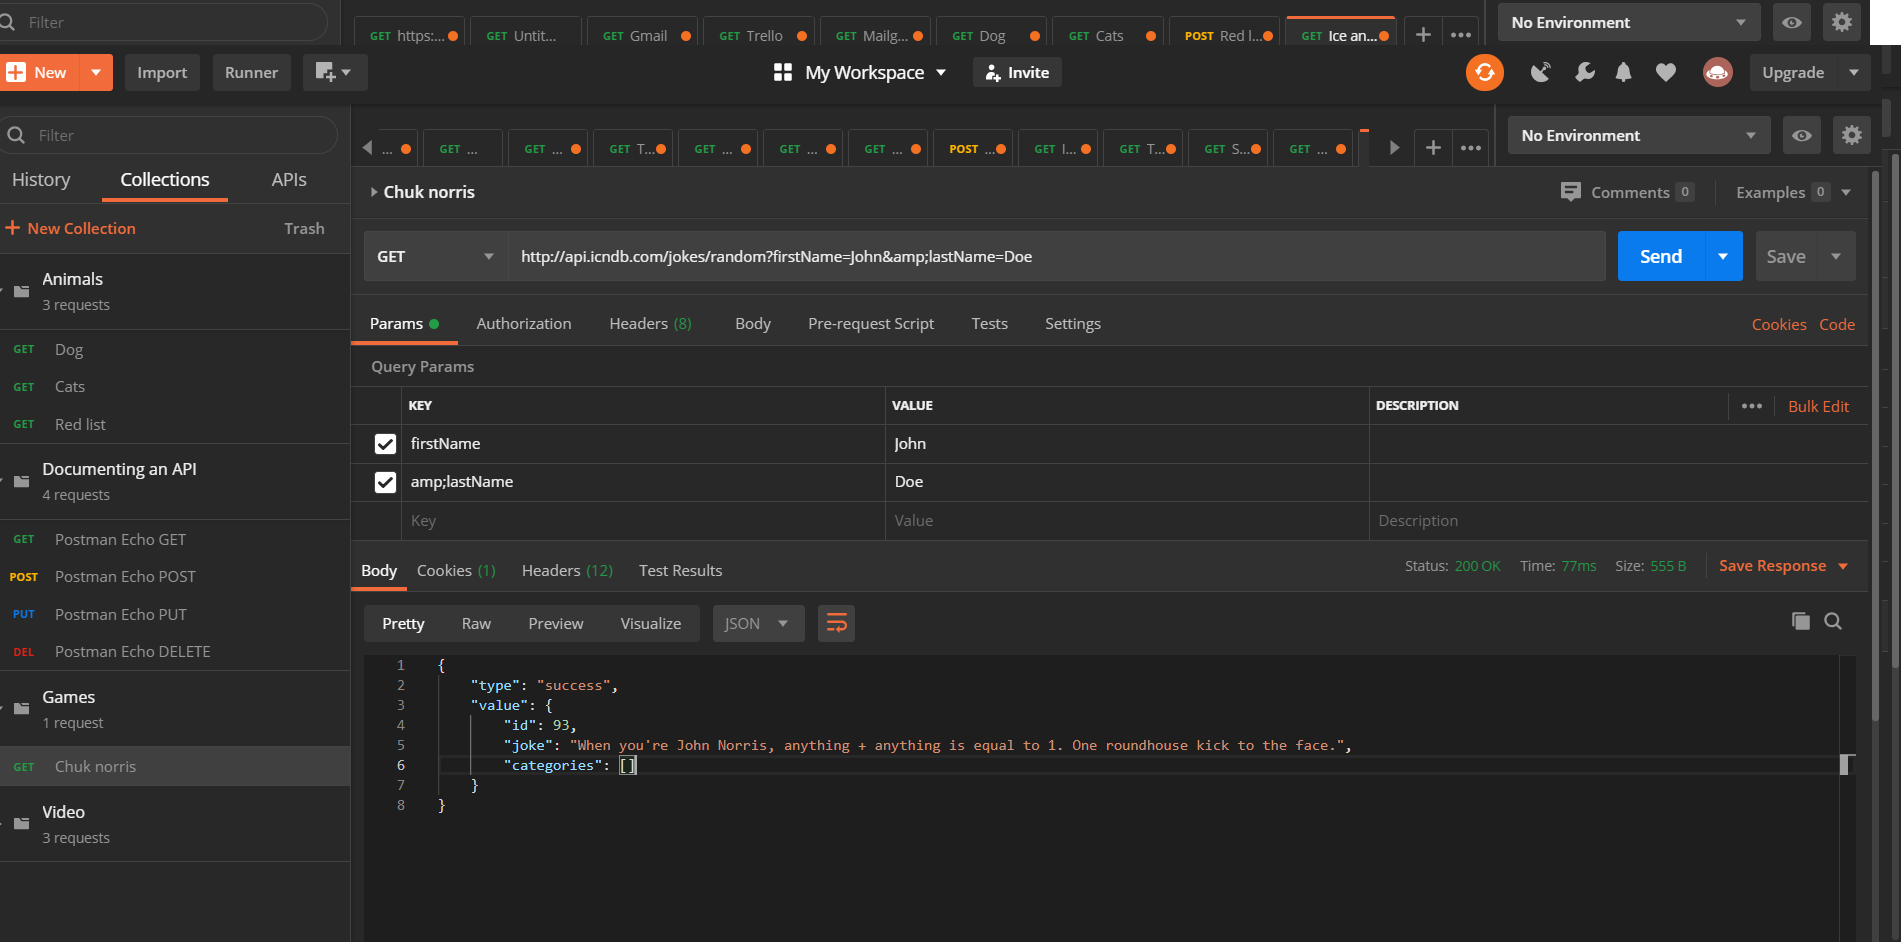 Filter
GET https:...
GET Untit...
GET Gmail
GET Trello
GET Mailg...
GET Dog
GET Cats
POST Red l...
GET Ice an...
No Environment
New
Import
Runner
My Workspace
Invite
Upgrade
Filter
...
GET ...
GET ...
GET T...
GET ...
GET ...
GET ...
POST ...
GET I...
GET T...
GET S...
GET ...
No Environment
History
Collections
APIs
New Collection
Trash
Animals
3 requests
GET Dog
GET Cats
GET Red list
Documenting an API
4 requests
GET Postman Echo GET
POST Postman Echo POST
PUT Postman Echo PUT
DEL Postman Echo DELETE
Games
1 request
GET Chuk norris
Video
3 requests
Chuk norris
Comments 0
Examples 0
GET
http://api.icndb.com/jokes/random?firstName=John&amp;lastName=Doe
Send
Save
Params
Authorization
Headers (8)
Body
Pre-request Script
Tests
Settings
Cookies
Code
Query Params
KEY
VALUE
DESCRIPTION
Bulk Edit
firstName
John
amp;lastName
Doe
Key
Value
Description
Body
Cookies (1)
Headers (12)
Test Results
Status: 200 OK
Time: 77ms
Size: 555 B
Save Response
Pretty
Raw
Preview
Visualize
JSON
1 {
2 "type": "success",
3 "value": {
4 "id": 93,
5 "joke": "When you're John Norris, anything + anything is equal to 1. One roundhouse kick to the face.",
6 "categories": []
7 }
8 }